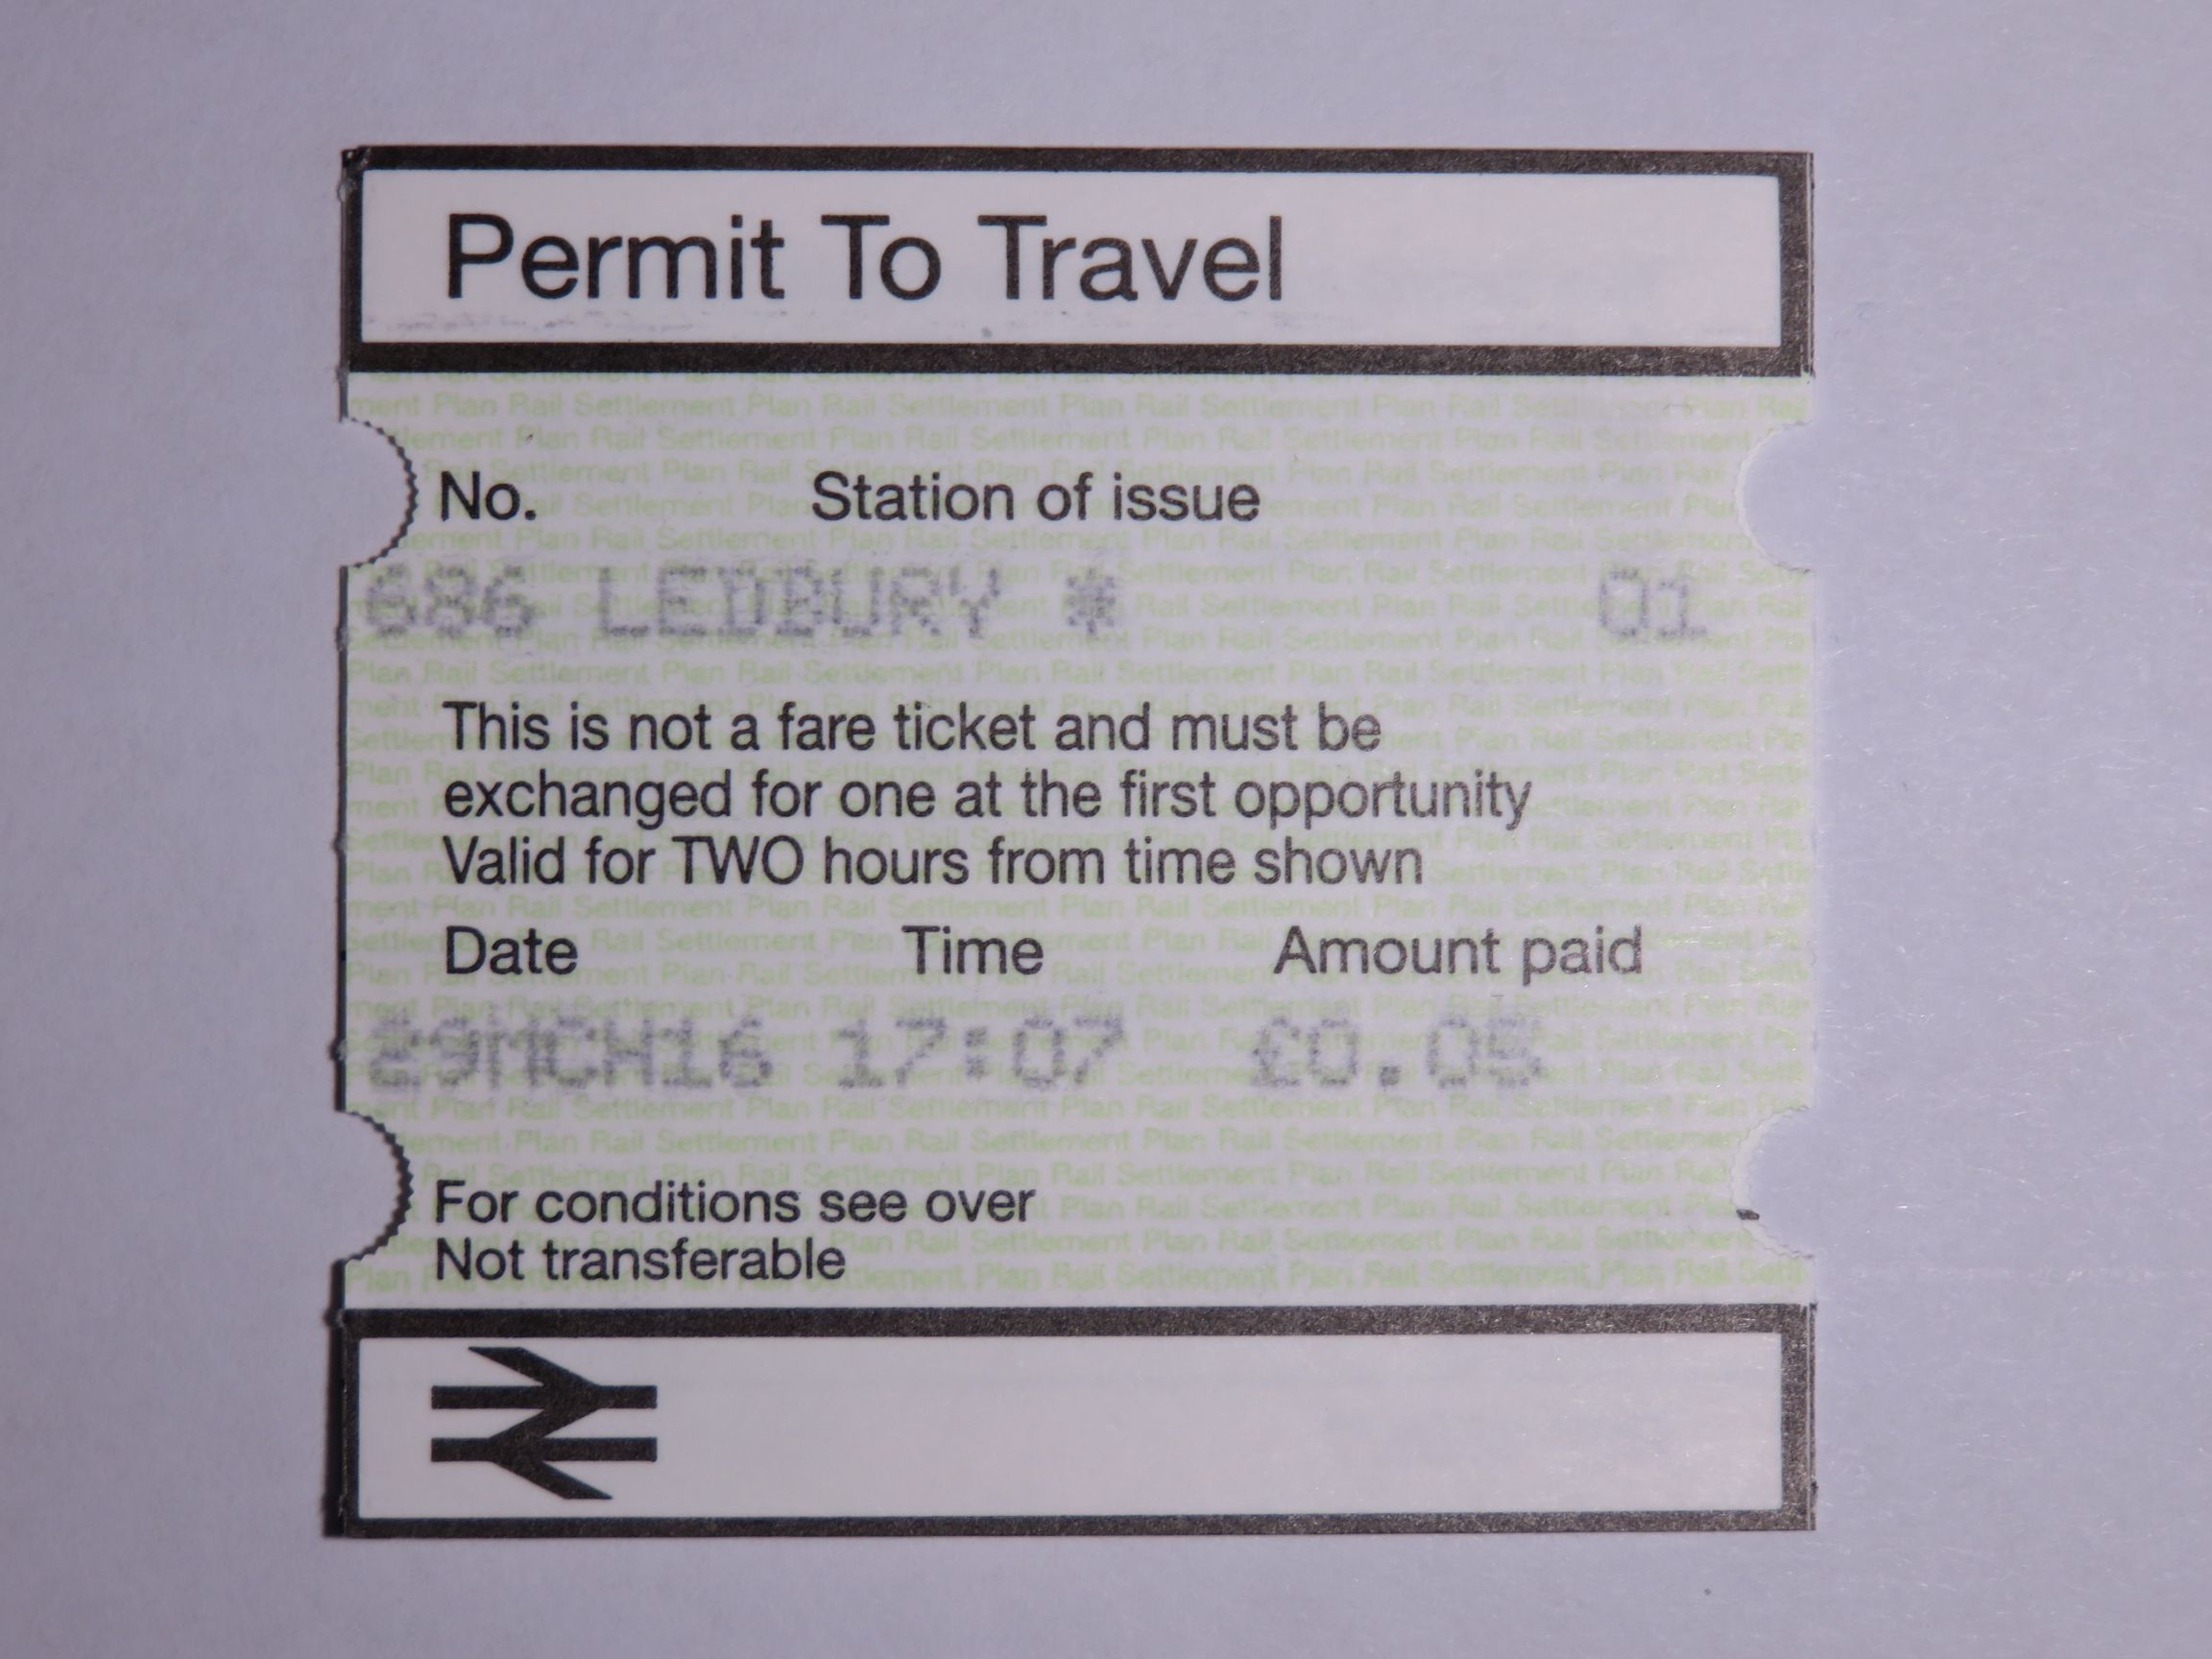 Permit To Travel
No. Station of issue
686 LEDBURY * 01
This is not a fare ticket and must be
exchanged for one at the first opportunity
Valid for TWO hours from time shown
Date Time Amount paid
29MCH16 17:07 £0.05
For conditions see over
Not transferable